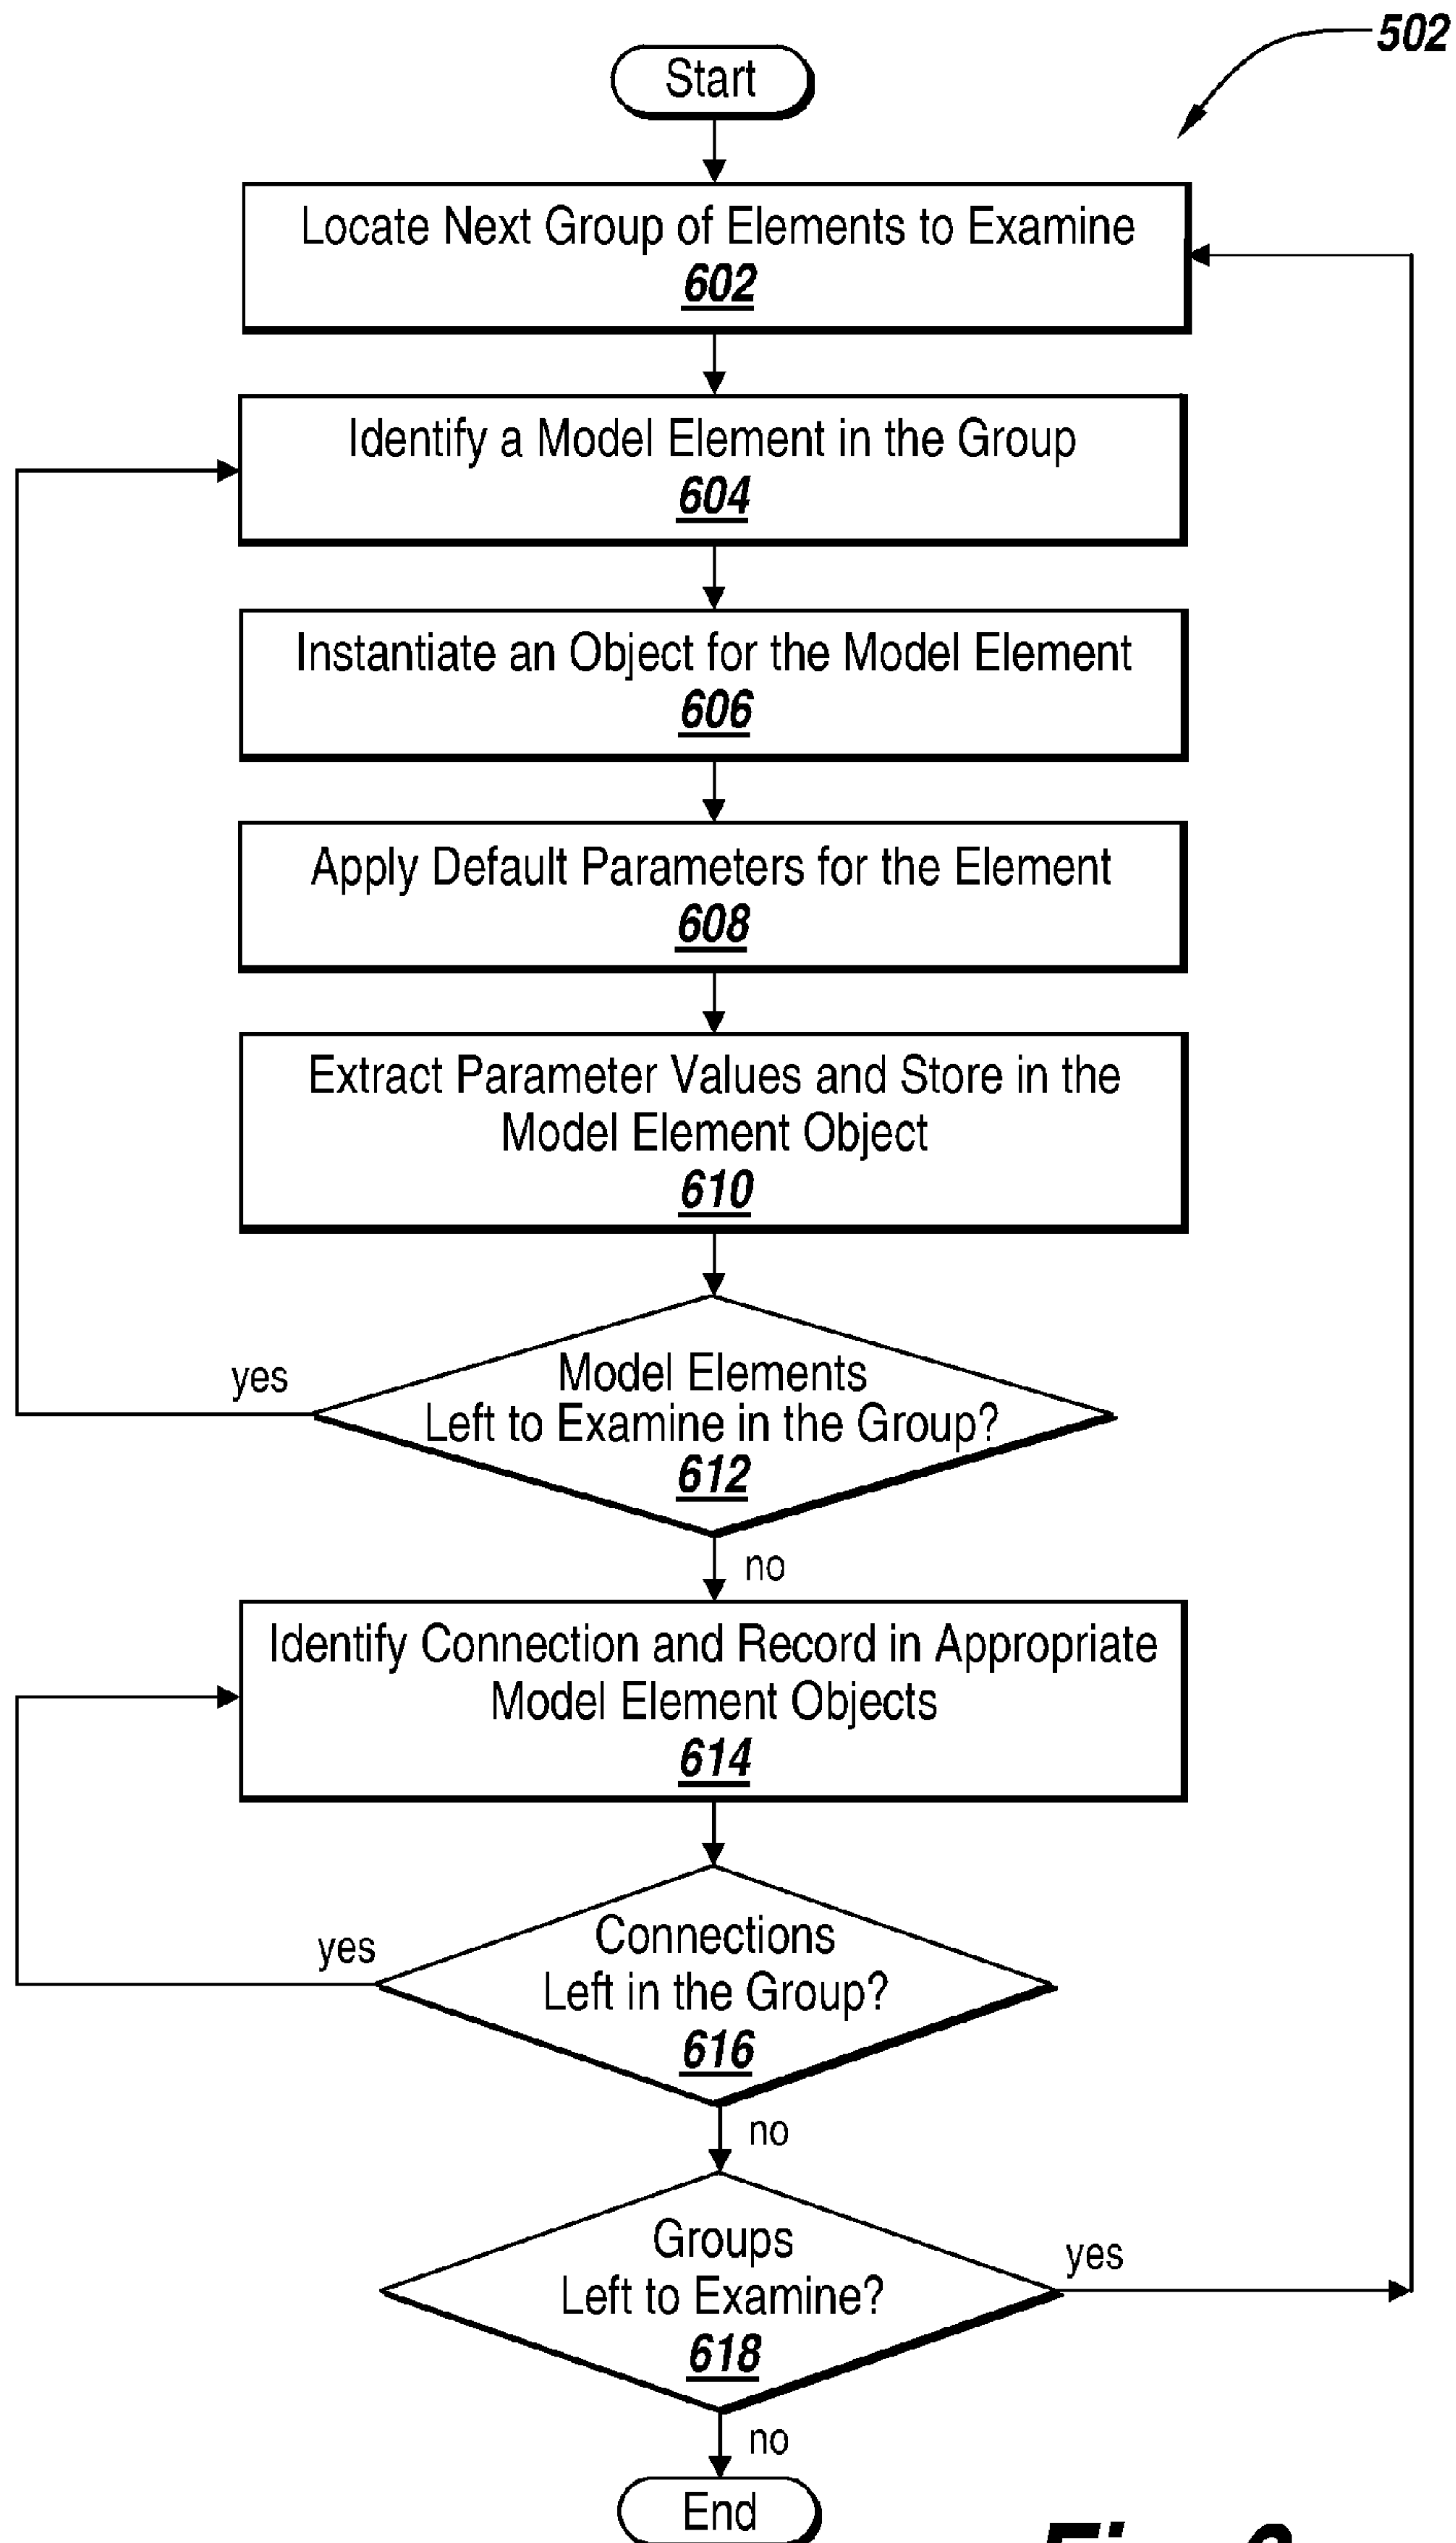 502
Start
Locate Next Group of Elements to Examine
602
Identify a Model Element in the Group
604
Instantiate an Object for the Model Element
606
Apply Default Parameters for the Element
608
Extract Parameter Values and Store in the
Model Element Object
610
yes
Model Elements
Left to Examine in the Group?
612
no
Identify Connection and Record in Appropriate
Model Element Objects
614
yes
Connections
Left in the Group?
616
no
Groups
Left to Examine?
618
yes
no
End